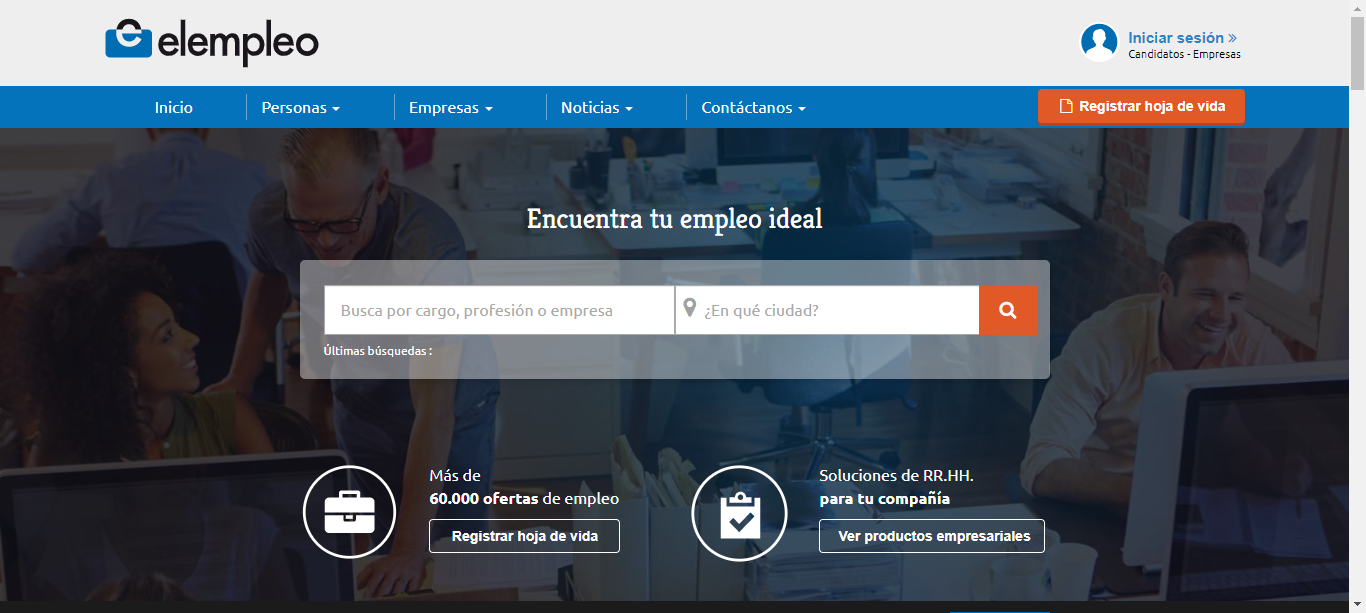 elempleo
Iniciar sesión »
Candidatos - Empresas
Inicio
Personas
Empresas
Noticias
Contáctanos
Registrar hoja de vida
Encuentra tu empleo ideal
Busca por cargo, profesión o empresa
¿En qué ciudad?
Últimas búsquedas :
Más de
60.000 ofertas de empleo
Registrar hoja de vida
Soluciones de RR.HH.
para tu compañía
Ver productos empresariales